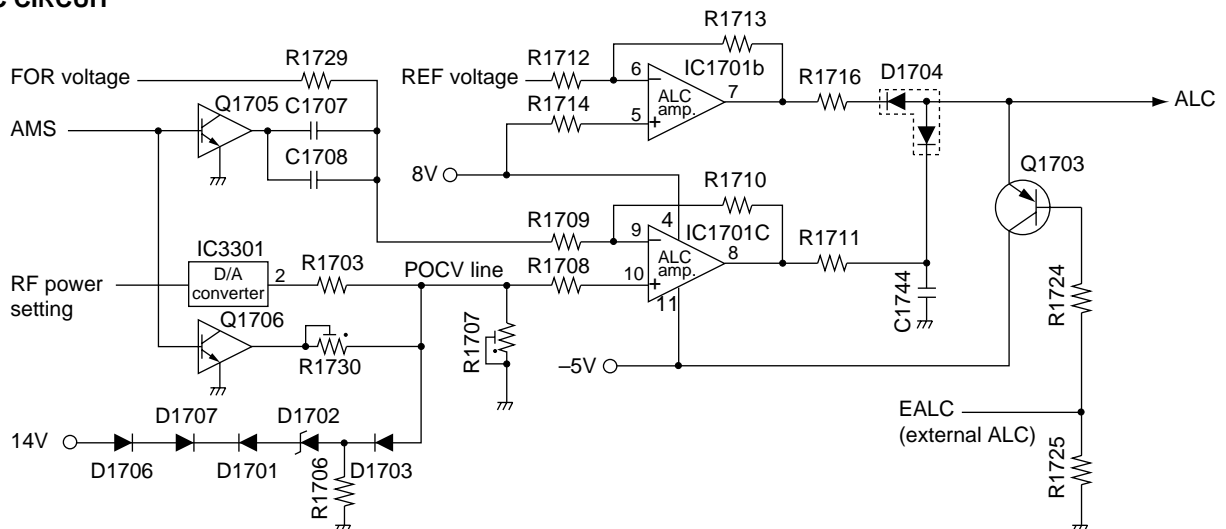 C CIRCUIT
FOR voltage
R1729
Q1705
C1707
AMS
C1708
REF voltage
R1712
R1713
6
IC1701b
ALC
amp.
7
R1714
5
R1716
D1704
ALC
8V
Q1703
R1710
R1709
4
IC1701C
9
ALC
amp.
8
R1711
10
11
IC3301
D/A
converter
2
R1703
POCV line
R1708
RF power
setting
Q1706
R1730
R1707
C1744
R1724
–5V
D1707
D1702
EALC
(external ALC)
14V
D1706
D1701
R1706
D1703
R1725